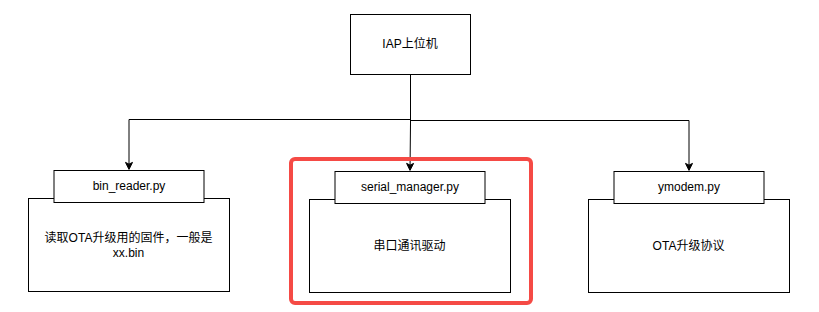 IAP上位机
bin_reader.py
serial_manager.py
ymodem.py
读取OTA升级用的固件，一般是
xx.bin
串口通讯驱动
OTA升级协议